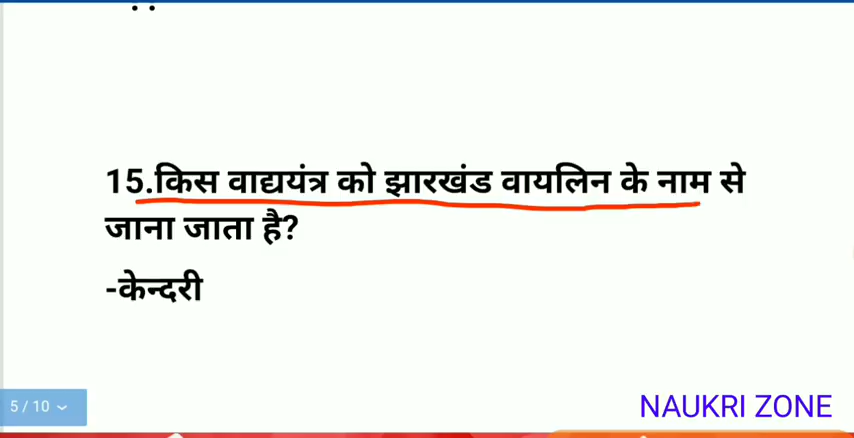 15.किस वाद्ययंत्र को झारखंड वायलिन के नाम से
जाना जाता है?
-केन्दरी
5 / 10
NAUKRI ZONE